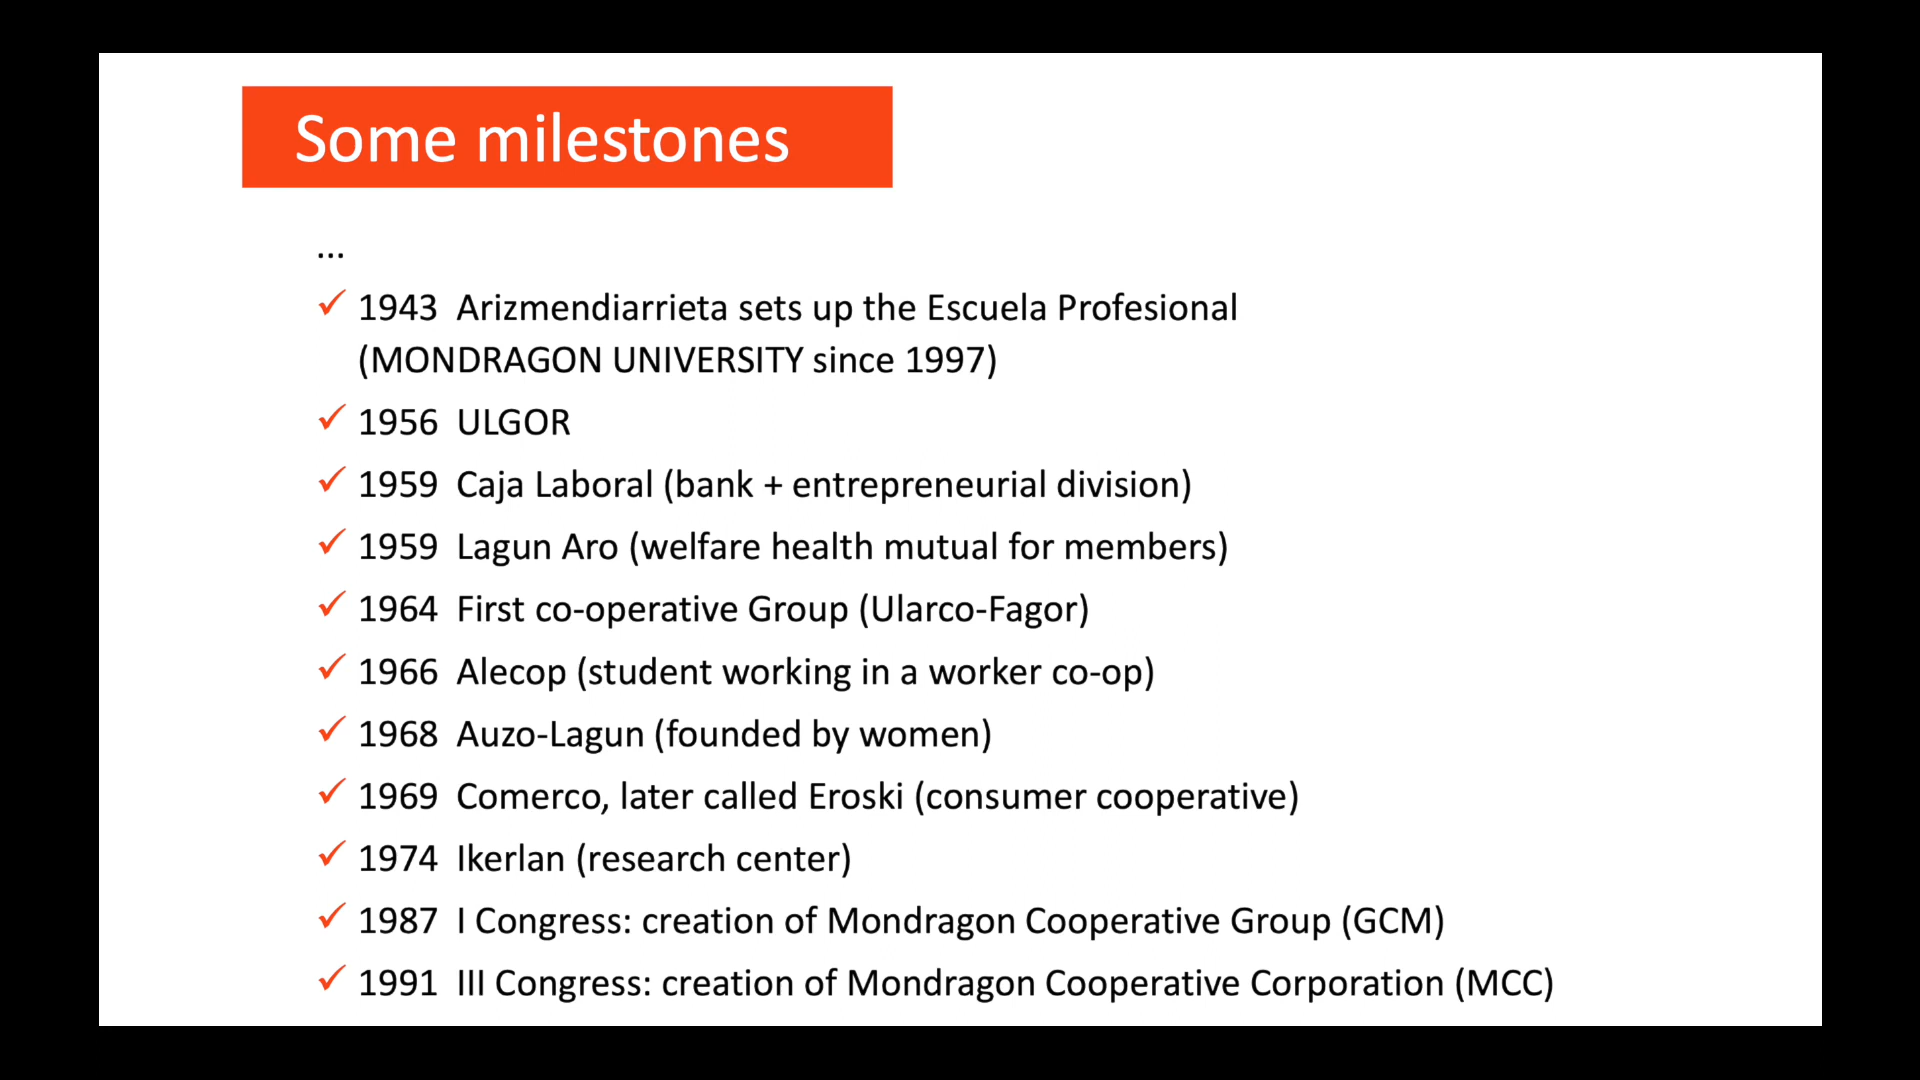 Some milestones
...
✓ 1943 Arizmendiarrieta sets up the Escuela Profesional
(MONDRAGON UNIVERSITY since 1997)
✓ 1956 ULGOR
✓ 1959 Caja Laboral (bank + entrepreneurial division)
✓ 1959 Lagun Aro (welfare health mutual for members)
✓ 1964 First co-operative Group (Ularco-Fagor)
✓ 1966 Alecop (student working in a worker co-op)
✓ 1968 Auzo-Lagun (founded by women)
✓ 1969 Comerco, later called Eroski (consumer cooperative)
✓ 1974 Ikerlan (research center)
✓ 1987 I Congress: creation of Mondragon Cooperative Group (GCM)
✓ 1991 III Congress: creation of Mondragon Cooperative Corporation (MCC)